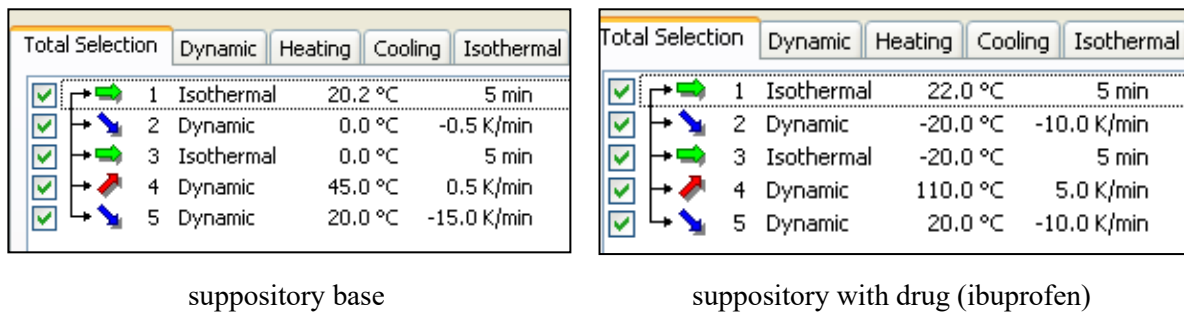 Total Selection Dynamic Heating Cooling Isothermal
1 Isothermal 20.2 °C 5 min
2 Dynamic 0.0 °C -0.5 K/min
3 Isothermal 0.0 °C 5 min
4 Dynamic 45.0 °C 0.5 K/min
5 Dynamic 20.0 °C -15.0 K/min
suppository base
Total Selection Dynamic Heating Cooling Isothermal
1 Isothermal 22.0 °C 5 min
2 Dynamic -20.0 °C -10.0 K/min
3 Isothermal -20.0 °C 5 min
4 Dynamic 110.0 °C 5.0 K/min
5 Dynamic 20.0 °C -10.0 K/min
suppository with drug (ibuprofen)